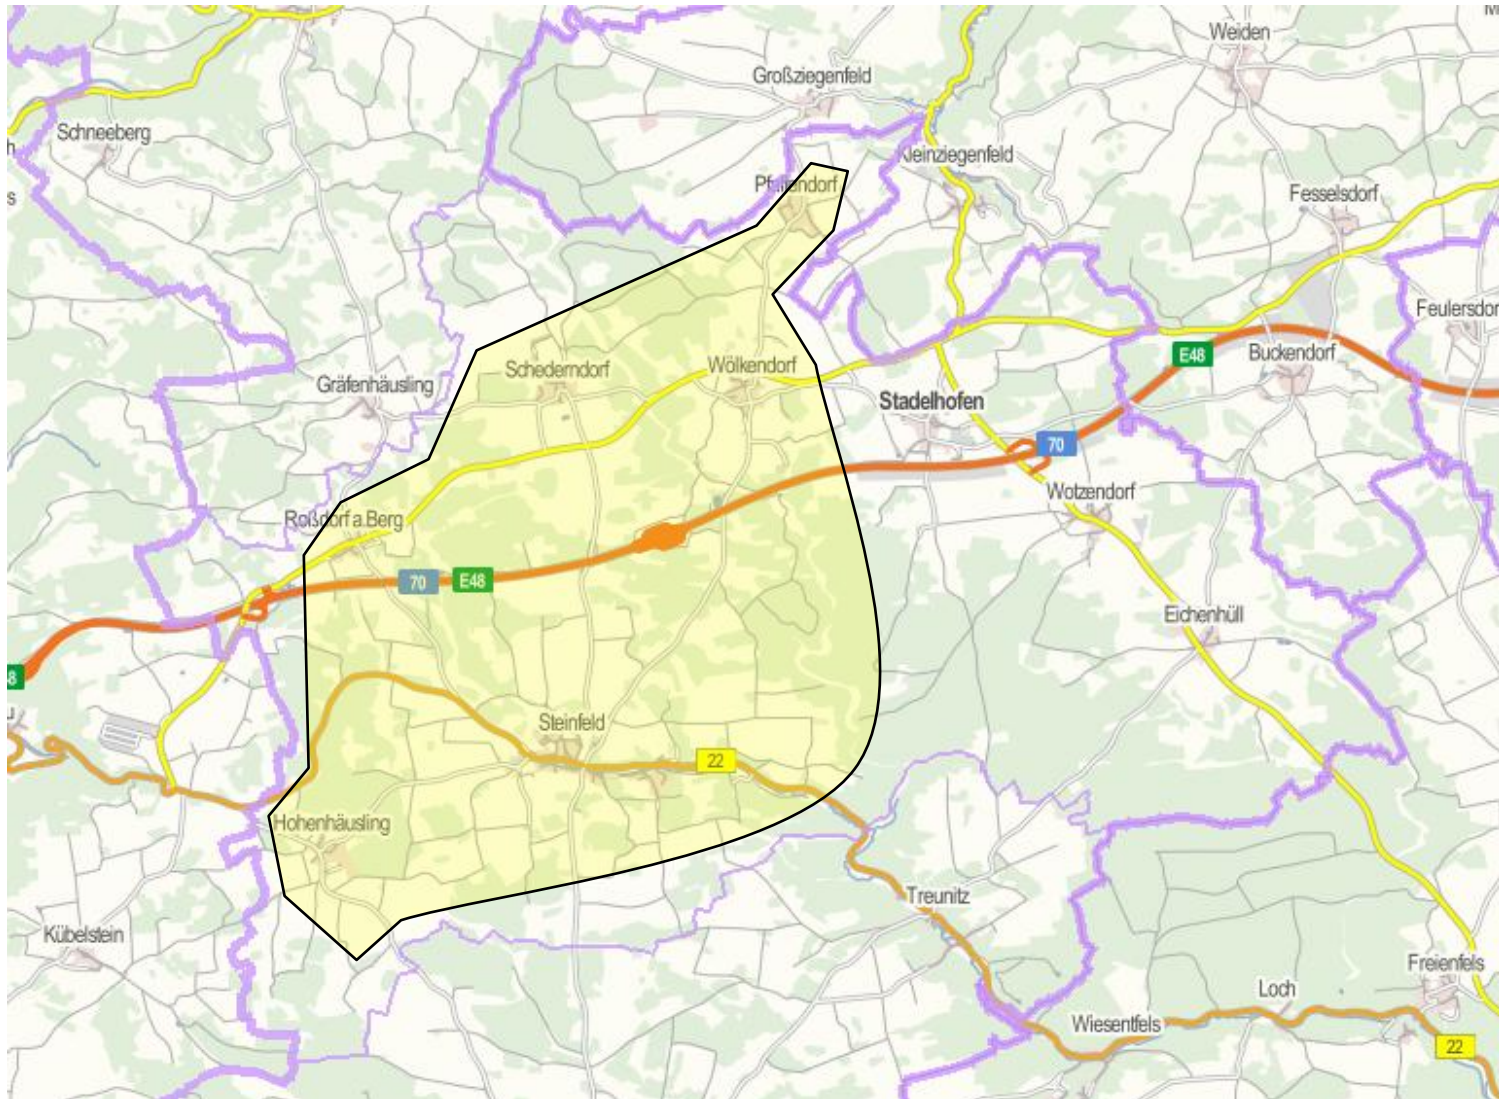 Weiden
Großziegenfeld
Schneeberg
Kleinziegenfeld
Fesselsdorf
s
Feulersdor
E48
Buckendorf
Schederndorf
Wölkendorf
Gräfenhäusling
Stadelhofen
70
Wotzendorf
Roßdorf a.Berg
70
E48
Eichenhüll
8
u
Steinfeld
22
Hohenhäusling
Treunitz
Kübelstein
Freienfels
Loch
Wiesentfels
22